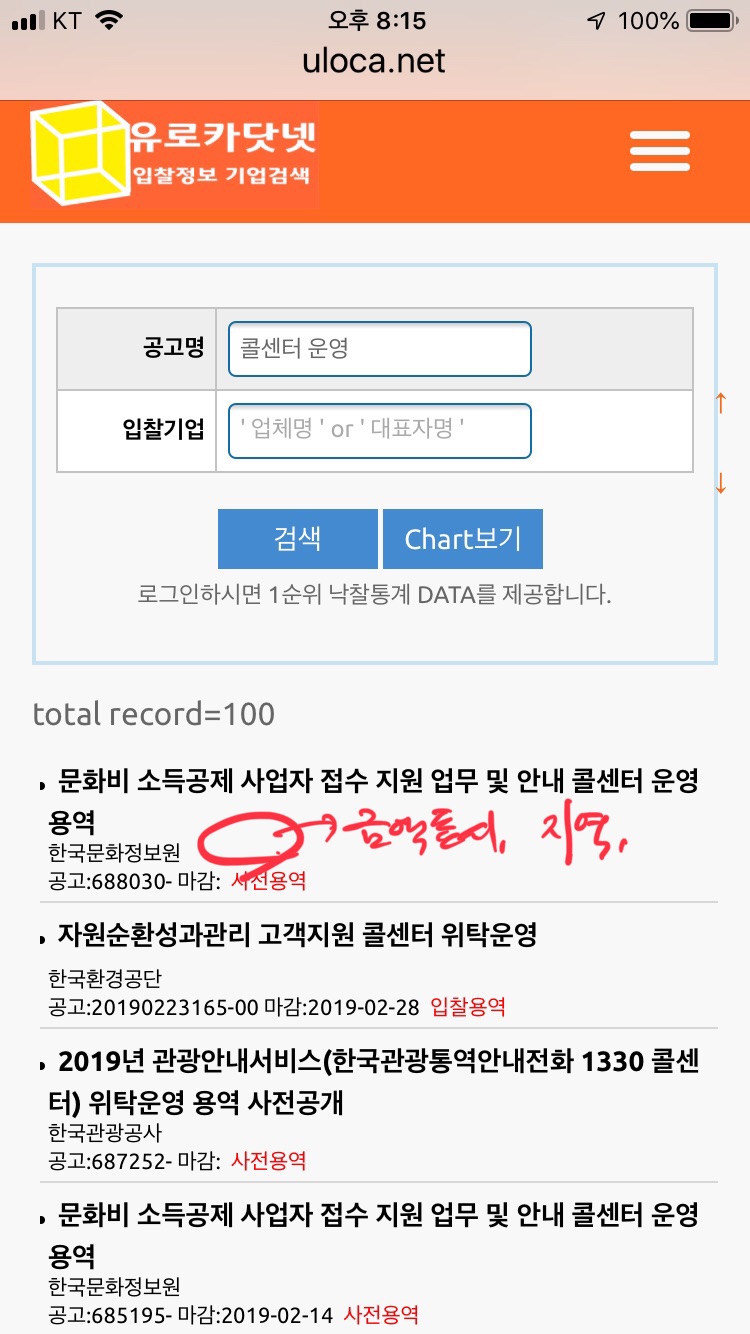 KT 오후 8:15 100%
uloca.net
유로카닷넷
입찰정보 기업검색
공고명 콜센터 운영
입찰기업 ' 업체명 ' or ' 대표자명 '
↑
↓
검색 Chart보기
로그인하시면 1순위 낙찰통계 DATA를 제공합니다.
total record=100
문화비 소득공제 사업자 접수 지원 업무 및 안내 콜센터 운영
용역
한국문화정보원
→ 금액표시, 지역,
공고:688030- 마감: 사전용역
자원순환성과관리 고객지원 콜센터 위탁운영
한국환경공단
공고:20190223165-00 마감:2019-02-28 입찰용역
2019년 관광안내서비스(한국관광통역안내전화 1330 콜센
터) 위탁운영 용역 사전공개
한국관광공사
공고:687252- 마감: 사전용역
문화비 소득공제 사업자 접수 지원 업무 및 안내 콜센터 운영
용역
한국문화정보원
공고:685195- 마감:2019-02-14 사전용역